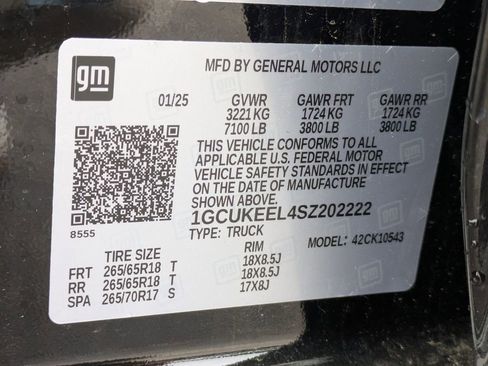 gm
MFD BY GENERAL MOTORS LLC
01/25 GVWR GAWR FRT GAWR RR
3221 KG 1724 KG 1724 KG
7100 LB 3800 LB 3800 LB
THIS VEHICLE CONFORMS TO ALL
APPLICABLE U.S. FEDERAL MOTOR
VEHICLE SAFETY STANDARDS IN EFFECT
ON THE DATE OF MANUFACTURE SHOWN ABOVE.
1GCUKEEL4SZ202222
8555 TYPE: TRUCK MODEL: 42CK10543
TIRE SIZE RIM
FRT 265/65R18 T 18X8.5J
RR 265/65R18 T 18X8.5J
SPA 265/70R17 S 17X8J